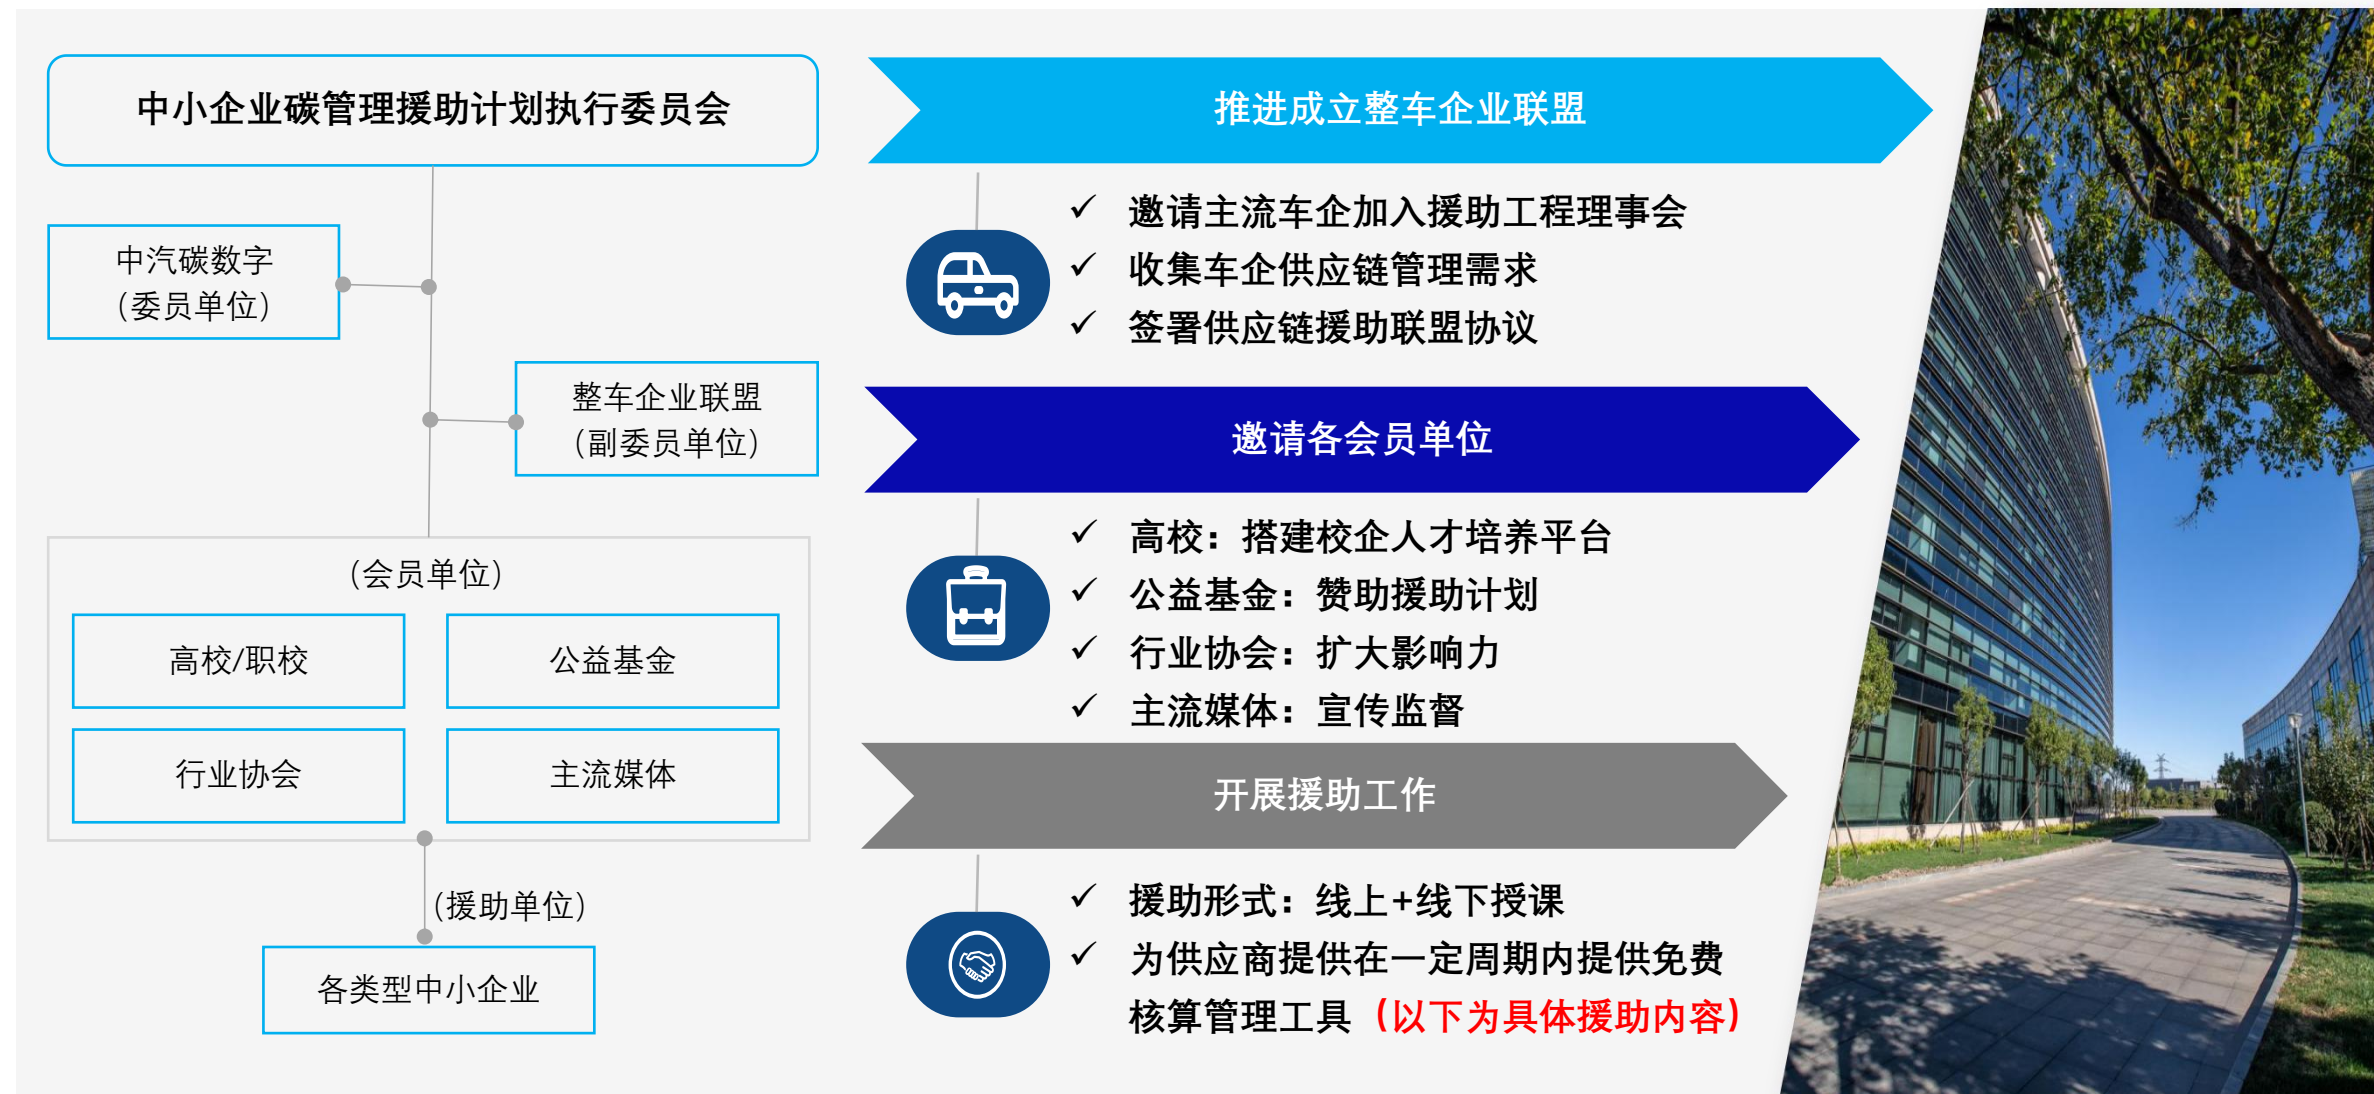 中小企业碳管理援助计划执行委员会
中汽碳数字
（委员单位）
整车企业联盟
（副委员单位）
（会员单位）
高校/职校
公益基金
行业协会
主流媒体
（援助单位）
各类型中小企业
推进成立整车企业联盟
✓ 邀请主流车企加入援助工程理事会
✓ 收集车企供应链管理需求
✓ 签署供应链援助联盟协议
邀请各会员单位
✓ 高校：搭建校企人才培养平台
✓ 公益基金：赞助援助计划
✓ 行业协会：扩大影响力
✓ 主流媒体：宣传监督
开展援助工作
✓ 援助形式：线上+线下授课
✓ 为供应商提供在一定周期内提供免费
核算管理工具（以下为具体援助内容）